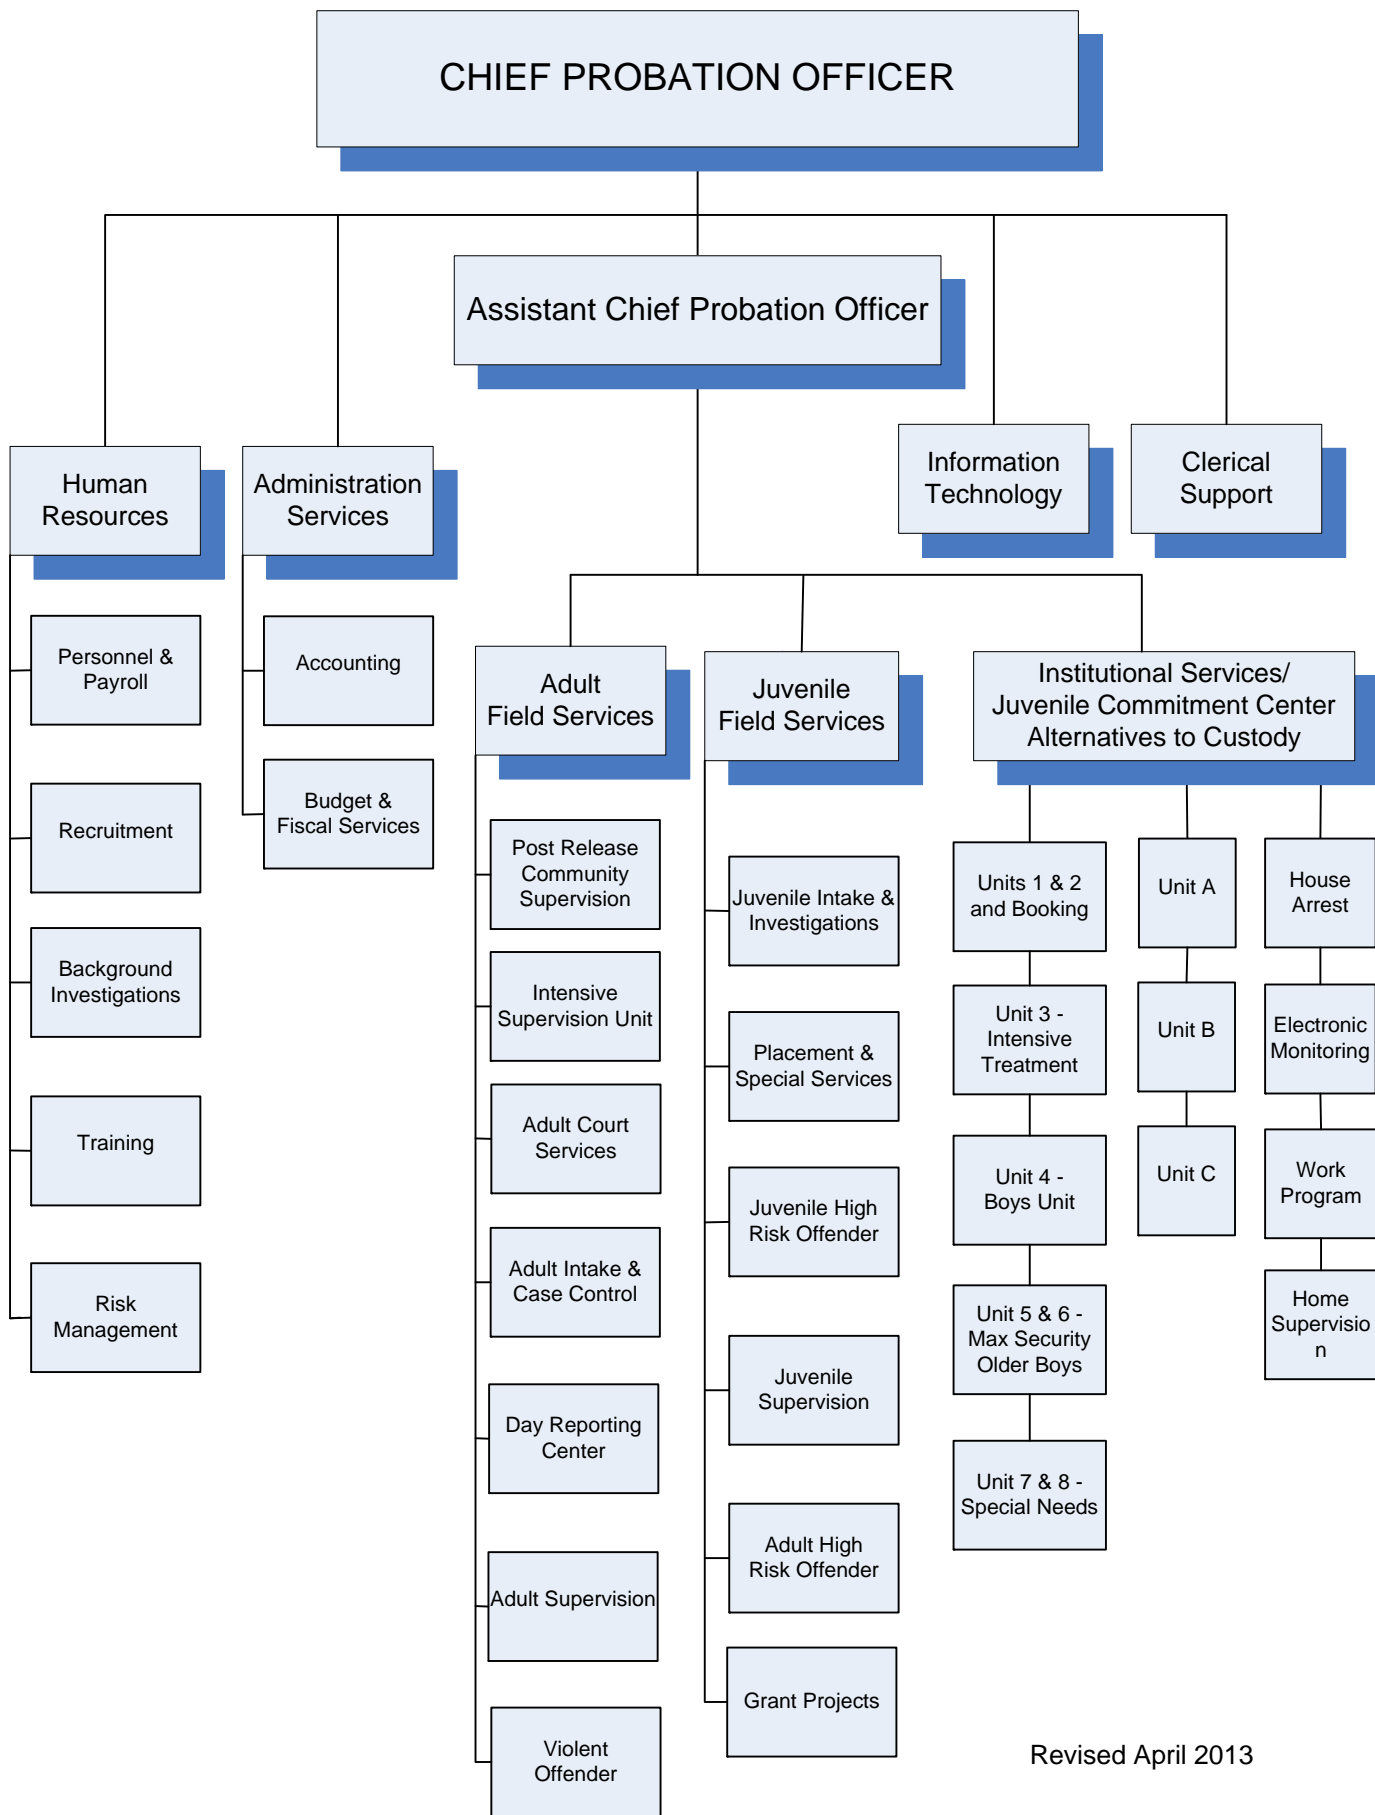 CHIEF PROBATION OFFICER
Assistant Chief Probation Officer
Human
Resources
Administration
Services
Information
Technology
Clerical
Support
Personnel &
Payroll
Recruitment
Background
Investigations
Training
Risk
Management
Accounting
Budget &
Fiscal Services
Adult
Field Services
Post Release
Community
Supervision
Intensive
Supervision Unit
Adult Court
Services
Adult Intake &
Case Control
Day Reporting
Center
Adult Supervision
Violent
Offender
Juvenile
Field Services
Juvenile Intake &
Investigations
Placement &
Special Services
Juvenile High
Risk Offender
Juvenile
Supervision
Adult High
Risk Offender
Grant Projects
Institutional Services/
Juvenile Commitment Center
Alternatives to Custody
Units 1 & 2
and Booking
Unit 3 -
Intensive
Treatment
Unit 4 -
Boys Unit
Unit 5 & 6 -
Max Security
Older Boys
Unit 7 & 8 -
Special Needs
Unit A
Unit B
Unit C
House
Arrest
Electronic
Monitoring
Work
Program
Home
Supervisio
n
Revised April 2013